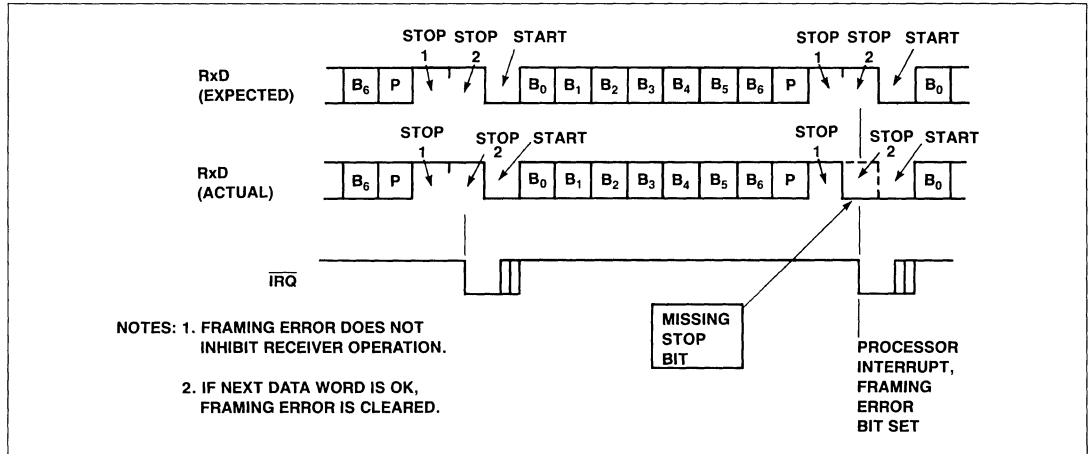 STOP STOP START
1 2
RxD
(EXPECTED)
B6 P B0 B1 B2 B3 B4 B5 B6 P
STOP STOP START
1 2
B0
STOP STOP START
1 2
RxD
(ACTUAL)
B6 P B0 B1 B2 B3 B4 B5 B6 P
STOP STOP START
1 2
B0
IRQ
MISSING
STOP
BIT
PROCESSOR
INTERRUPT,
FRAMING
ERROR
BIT SET
NOTES: 1. FRAMING ERROR DOES NOT
INHIBIT RECEIVER OPERATION.
2. IF NEXT DATA WORD IS OK,
FRAMING ERROR IS CLEARED.